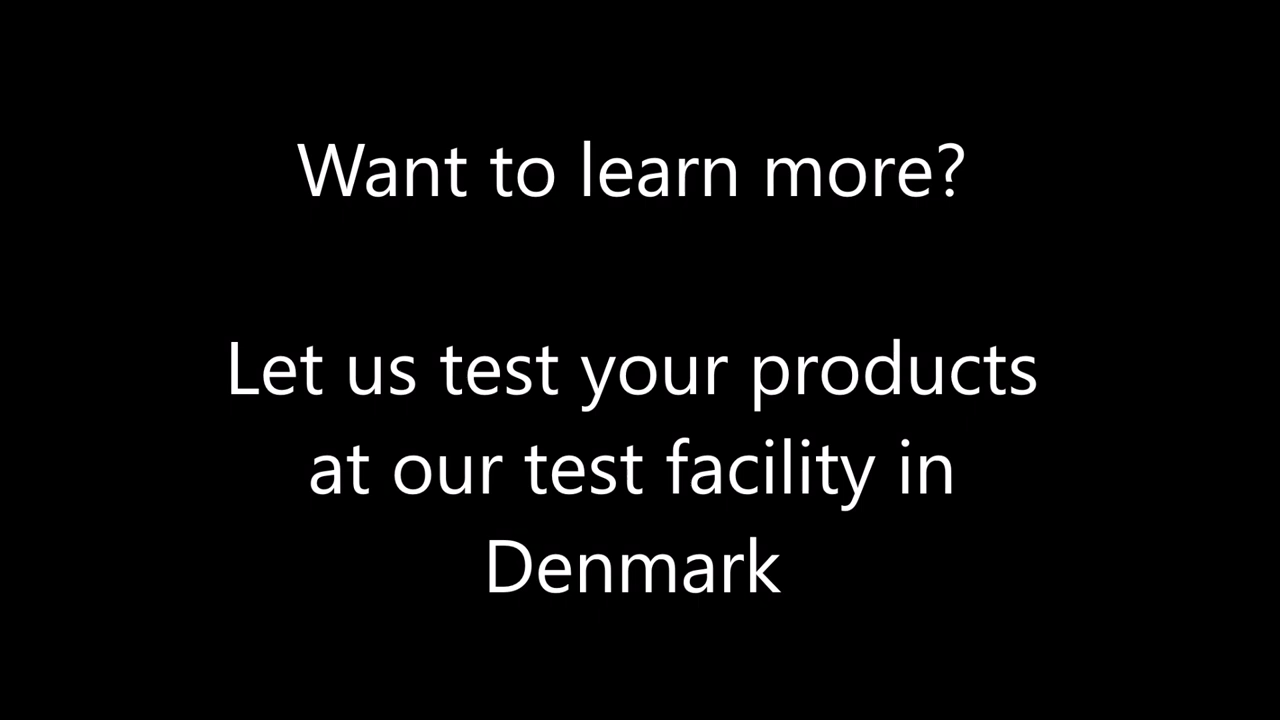 Want to learn more?
Let us test your products
at our test facility in
Denmark